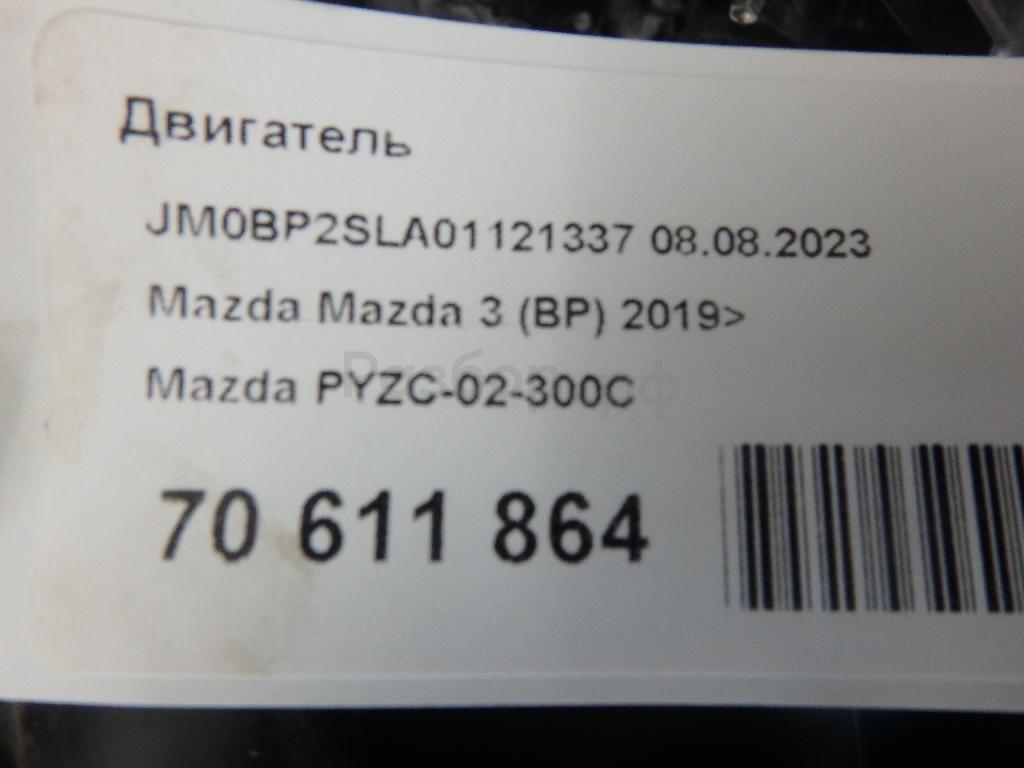 Двигатель
JM0BP2SLA01121337 08.08.2023
Mazda Mazda 3 (BP) 2019>
Mazda PYZC-02-300C
70 611 864